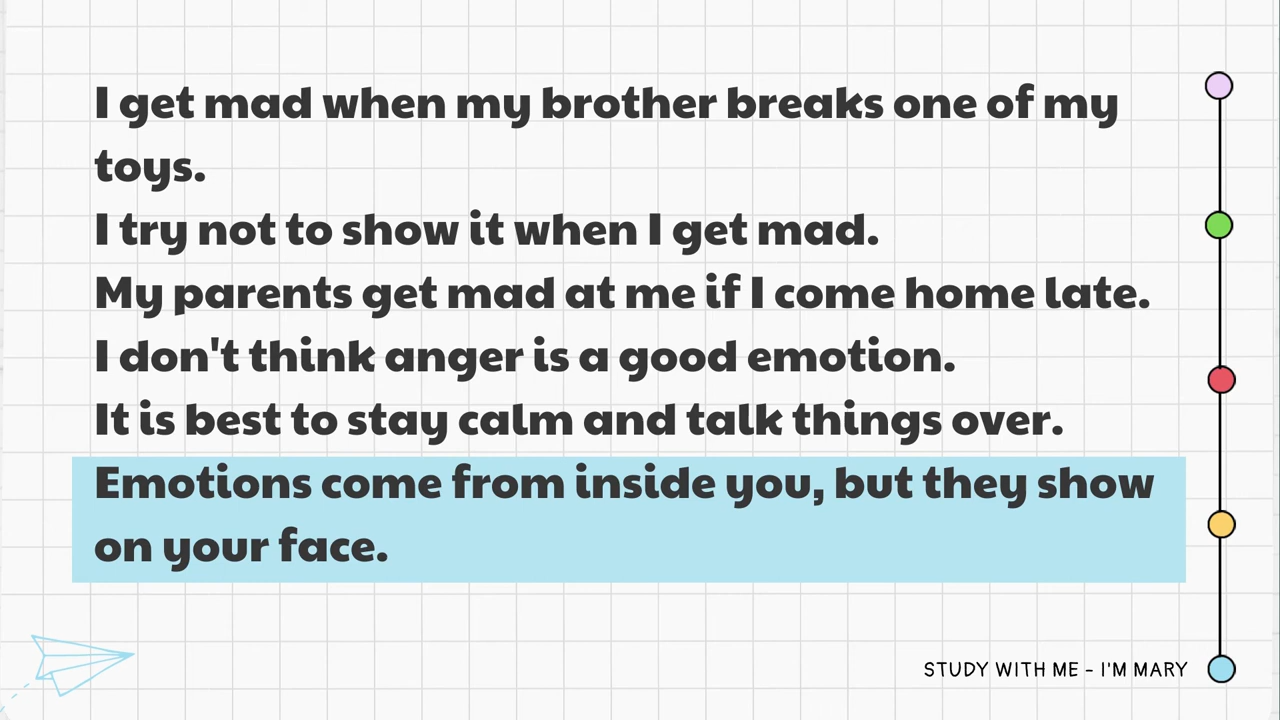 I get mad when my brother breaks one of my
toys.
I try not to show it when I get mad.
My parents get mad at me if I come home late.
I don't think anger is a good emotion.
It is best to stay calm and talk things over.
Emotions come from inside you, but they show
on your face.
STUDY WITH ME - I'M MARY